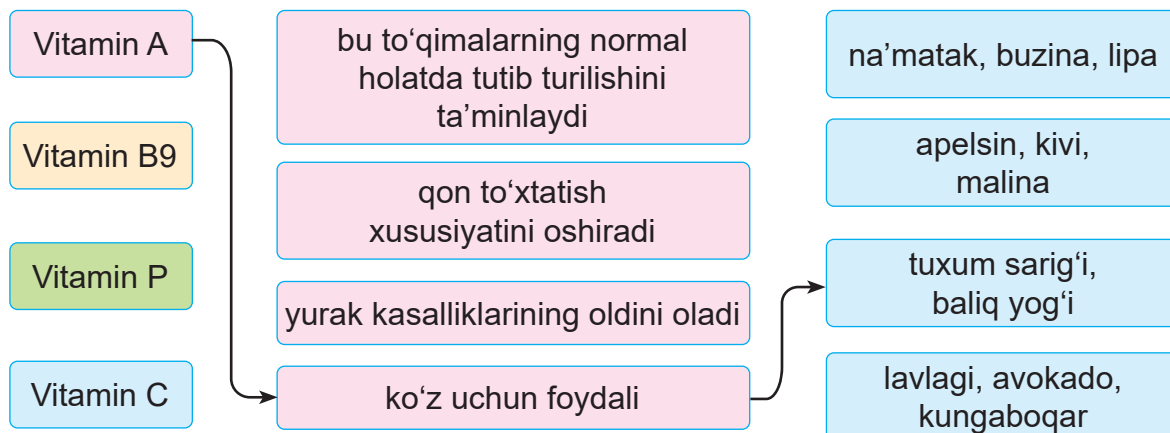 Vitamin A
Vitamin B9
Vitamin P
Vitamin C
bu to‘qimalarning normal
holatda tutib turilishini
ta’minlaydi
qon to‘xtatish
xususiyatini oshiradi
yurak kasalliklarining oldini oladi
ko‘z uchun foydali
na’matak, buzina, lipa
apelsin, kivi,
malina
tuxum sarig‘i,
baliq yog‘i
lavlagi, avokado,
kungaboqar